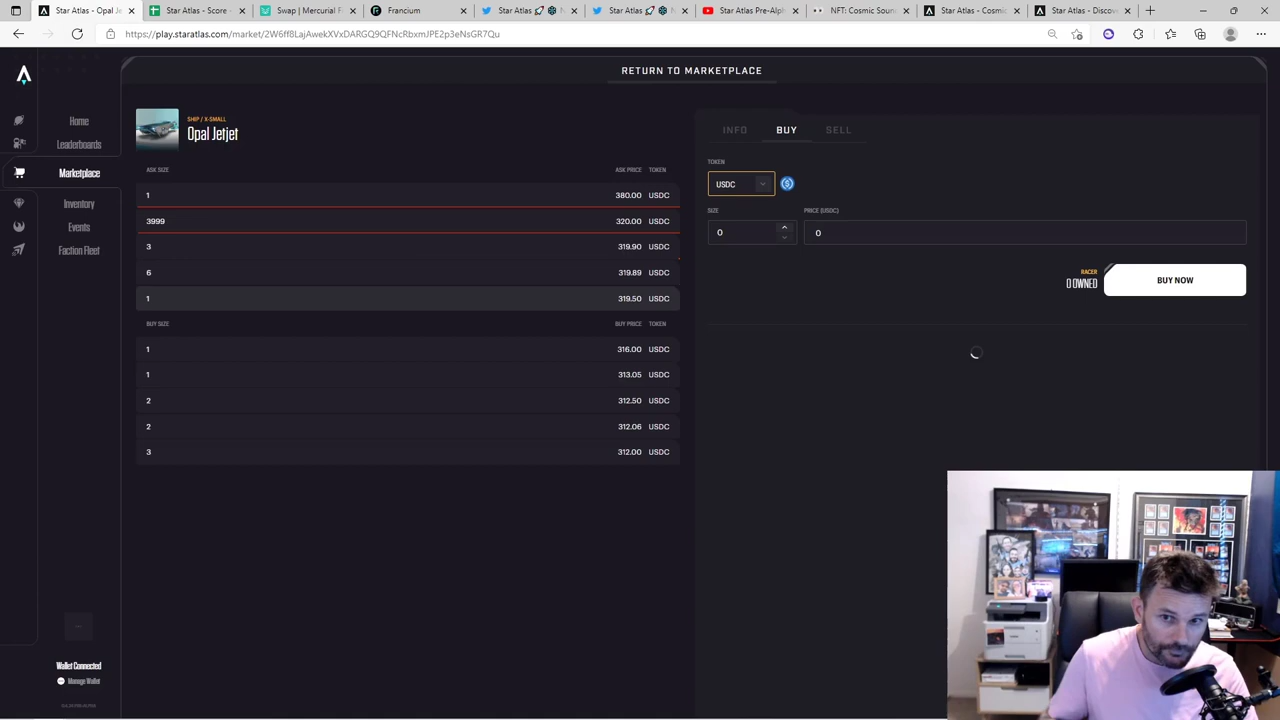 Star Atlas - Opal Je
Star Atlas - Score
Swap | Mercurial F
Francium
Star Atlas
Star Atlas
Star Atlas Pre-Alph
NFT: Cosmic Sound
Star Atlas - Cosmic
Star Atlas - Discov
https://play.staratlas.com/market/2W6ff8LajAwekXVxDARGQ9QFNcRbxmJPE2p3eNsGR7Qu
RETURN TO MARKETPLACE
Home
Leaderboards
Marketplace
Inventory
Events
Faction Fleet
Wallet Connected
Manage Wallet
SHIP / X-SMALL
Opal Jetjet
ASK SIZE ASK PRICE TOKEN
1 380.00 USDC
3999 320.00 USDC
3 319.90 USDC
6 319.89 USDC
1 319.50 USDC
BUY SIZE BUY PRICE TOKEN
1 316.00 USDC
1 313.05 USDC
2 312.50 USDC
2 312.06 USDC
3 312.00 USDC
INFO BUY SELL
TOKEN
USDC
SIZE PRICE (USDC)
0 0
RACER
0 OWNED
BUY NOW